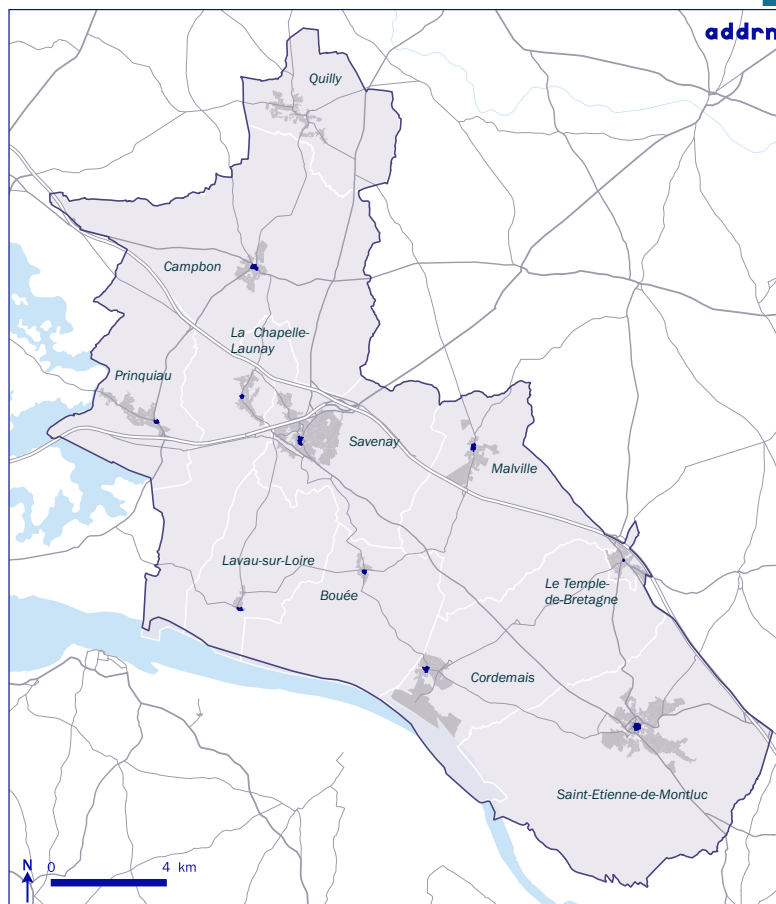 addrn
Quilly
Campbon
La Chapelle-
Launay
Prinquiau
Savenay
Malville
Lavau-sur-Loire
Bouée
Le Temple-
de-Bretagne
Cordemais
Saint-Etienne-de-Montluc
N
0 4 km